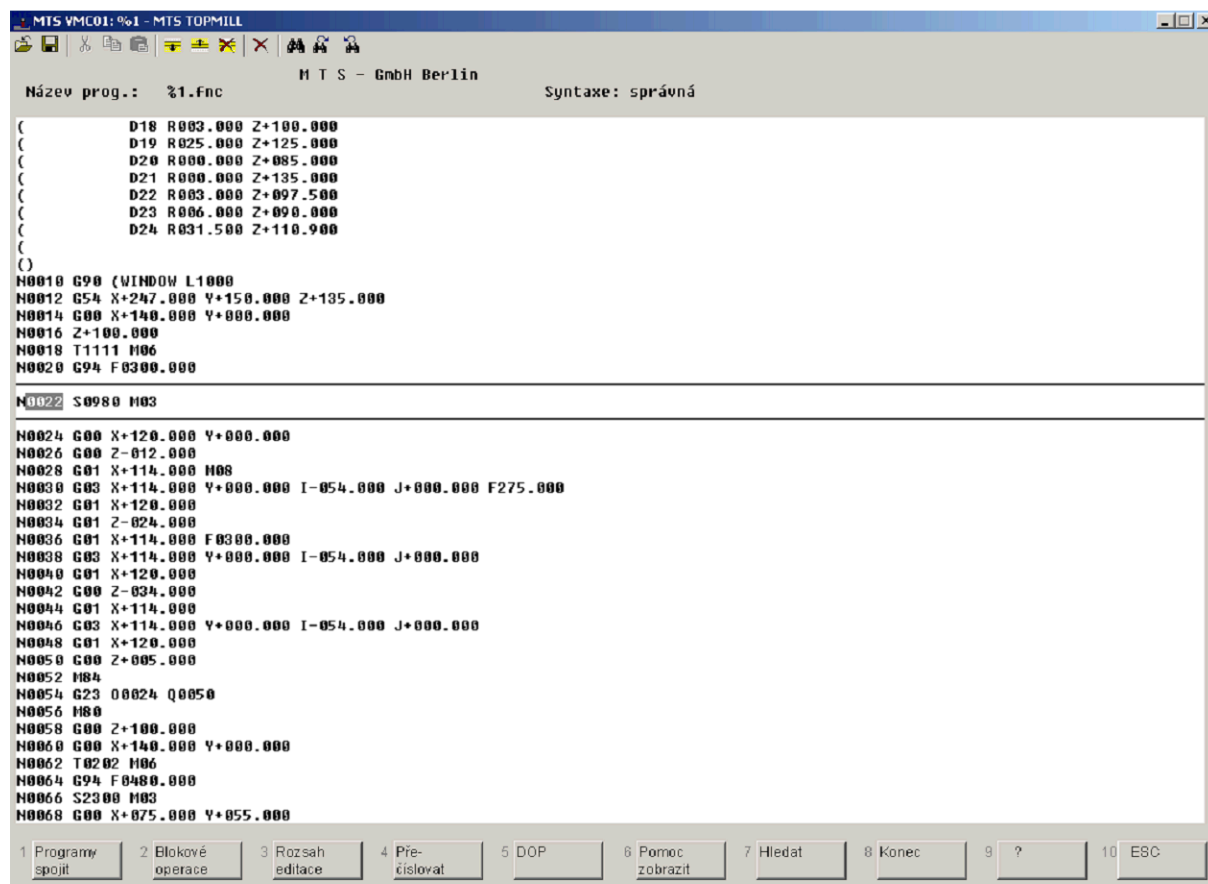 MTS VMC01: %1 - MTS TOPMILL
M T S - GmbH Berlin
Název prog.: %1.fnc Syntaxe: správná
( D18 R003.000 Z+100.000
( D19 R025.000 Z+125.000
( D20 R000.000 Z+085.000
( D21 R000.000 Z+135.000
( D22 R003.000 Z+097.500
( D23 R006.000 Z+090.000
( D24 R031.500 Z+110.900
(
()
N0010 G90 (WINDOW L1000
N0012 G54 X+247.000 Y+150.000 Z+135.000
N0014 G00 X+140.000 Y+000.000
N0016 Z+100.000
N0018 T1111 M06
N0020 G94 F0300.000
N0022 S0980 M03
N0024 G00 X+120.000 Y+000.000
N0026 G00 Z-012.000
N0028 G01 X+114.000 M08
N0030 G03 X+114.000 Y+000.000 I-054.000 J+000.000 F275.000
N0032 G01 X+120.000
N0034 G01 Z-024.000
N0036 G01 X+114.000 F0300.000
N0038 G03 X+114.000 Y+000.000 I-054.000 J+000.000
N0040 G01 X+120.000
N0042 G00 Z-034.000
N0044 G01 X+114.000
N0046 G03 X+114.000 Y+000.000 I-054.000 J+000.000
N0048 G01 X+120.000
N0050 G00 Z+005.000
N0052 M84
N0054 G23 O0024 Q0050
N0056 M80
N0058 G00 Z+100.000
N0060 G00 X+140.000 Y+000.000
N0062 T0202 M06
N0064 G94 F0480.000
N0066 S2300 M03
N0068 G00 X+075.000 Y+055.000
1 Programy spojit 2 Blokové operace 3 Rozsah editace 4 Pře-číslovat 5 DOP 6 Pomoc zobrazit 7 Hledat 8 Konec 9 ? 10 ESC